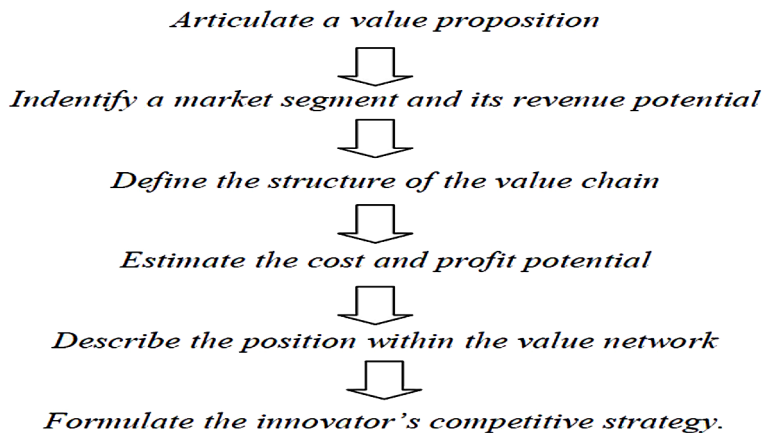 Articulate a value proposition
Indentify a market segment and its revenue potential
Define the structure of the value chain
Estimate the cost and profit potential
Describe the position within the value network
Formulate the innovator's competitive strategy.